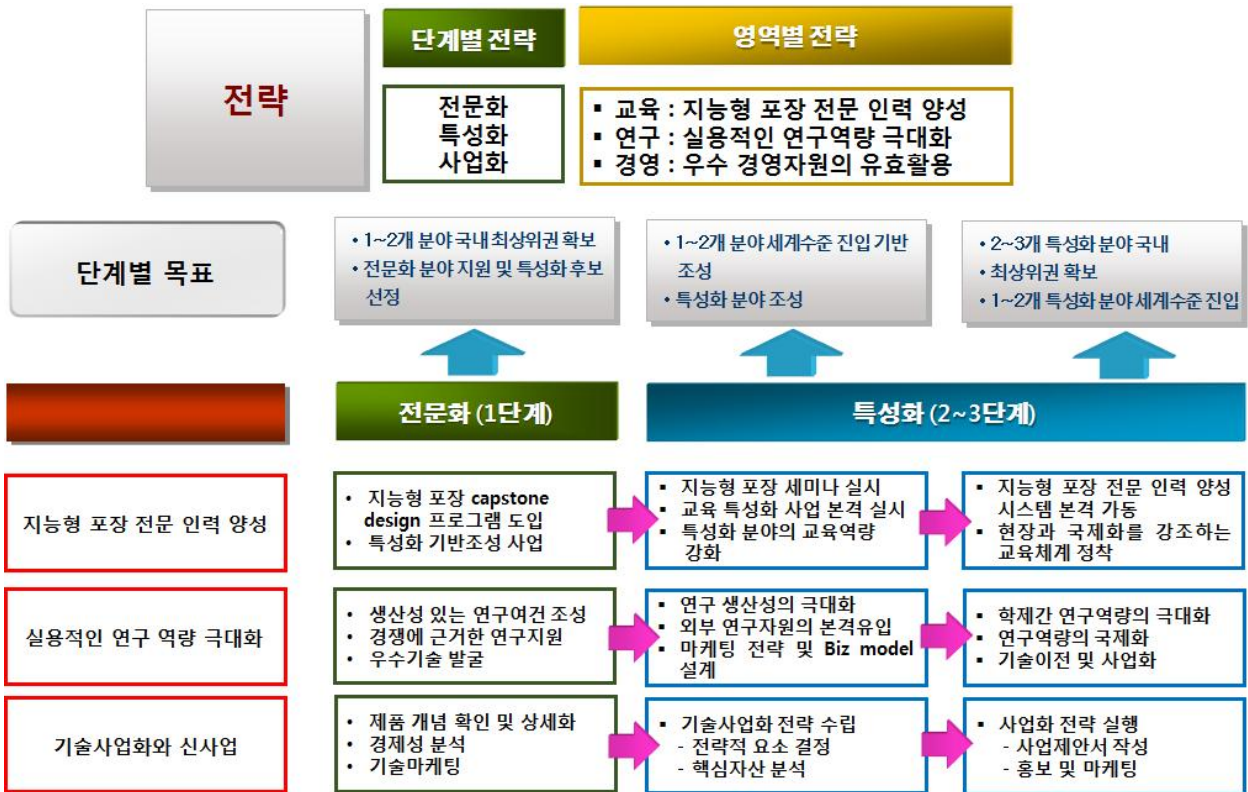 전략
단계별 전략
영역별 전략
전문화
특성화
사업화
▪ 교육 : 지능형 포장 전문 인력 양성
▪ 연구 : 실용적인 연구역량 극대화
▪ 경영 : 우수 경영자원의 유효활용
단계별 목표
• 1~2개 분야 국내 최상위권 확보
• 전문화 분야 지원 및 특성화 후보
선정
• 1~2개 분야 세계수준 진입 기반
조성
• 특성화 분야 조성
• 2~3개 특성화 분야 국내
• 최상위권 확보
• 1~2개 특성화 분야 세계수준 진입
전문화 (1단계)
특성화 (2~3단계)
지능형 포장 전문 인력 양성
• 지능형 포장 capstone
design 프로그램 도입
• 특성화 기반조성 사업
▪ 지능형 포장 세미나 실시
▪ 교육 특성화 사업 본격 실시
▪ 특성화 분야의 교육역량
강화
▪ 지능형 포장 전문 인력 양성
시스템 본격 가동
▪ 현장과 국제화를 강조하는
교육체계 정착
실용적인 연구 역량 극대화
• 생산성 있는 연구여건 조성
• 경쟁에 근거한 연구지원
• 우수기술 발굴
▪ 연구 생산성의 극대화
▪ 외부 연구자원의 본격유입
▪ 마케팅 전략 및 Biz model
설계
▪ 학제간 연구역량의 극대화
▪ 연구역량의 국제화
▪ 기술이전 및 사업화
기술사업화와 신사업
• 제품 개념 확인 및 상세화
• 경제성 분석
• 기술마케팅
▪ 기술사업화 전략 수립
- 전략적 요소 결정
- 핵심자산 분석
▪ 사업화 전략 실행
- 사업제안서 작성
- 홍보 및 마케팅